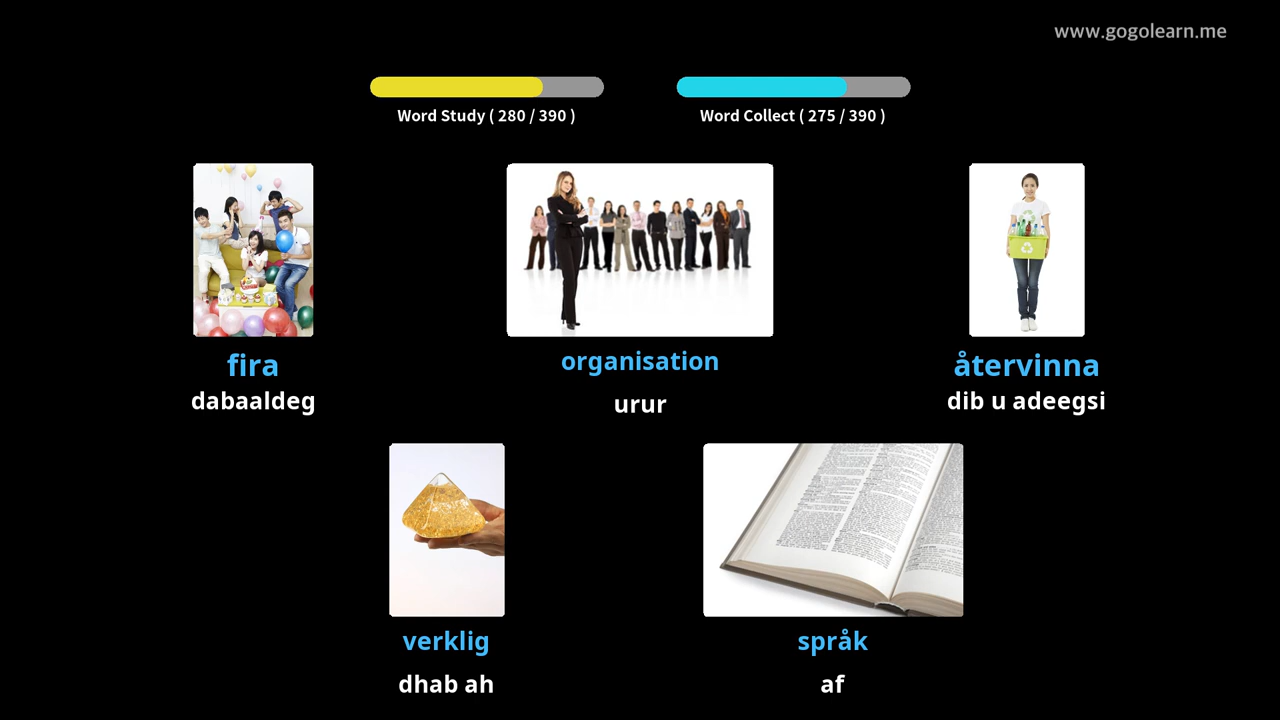 www.gogolearn.me
Word Study ( 280 / 390 )
Word Collect ( 275 / 390 )
fira
dabaaldeg
organisation
urur
återvinna
dib u adeegsi
verklig
dhab ah
språk
af